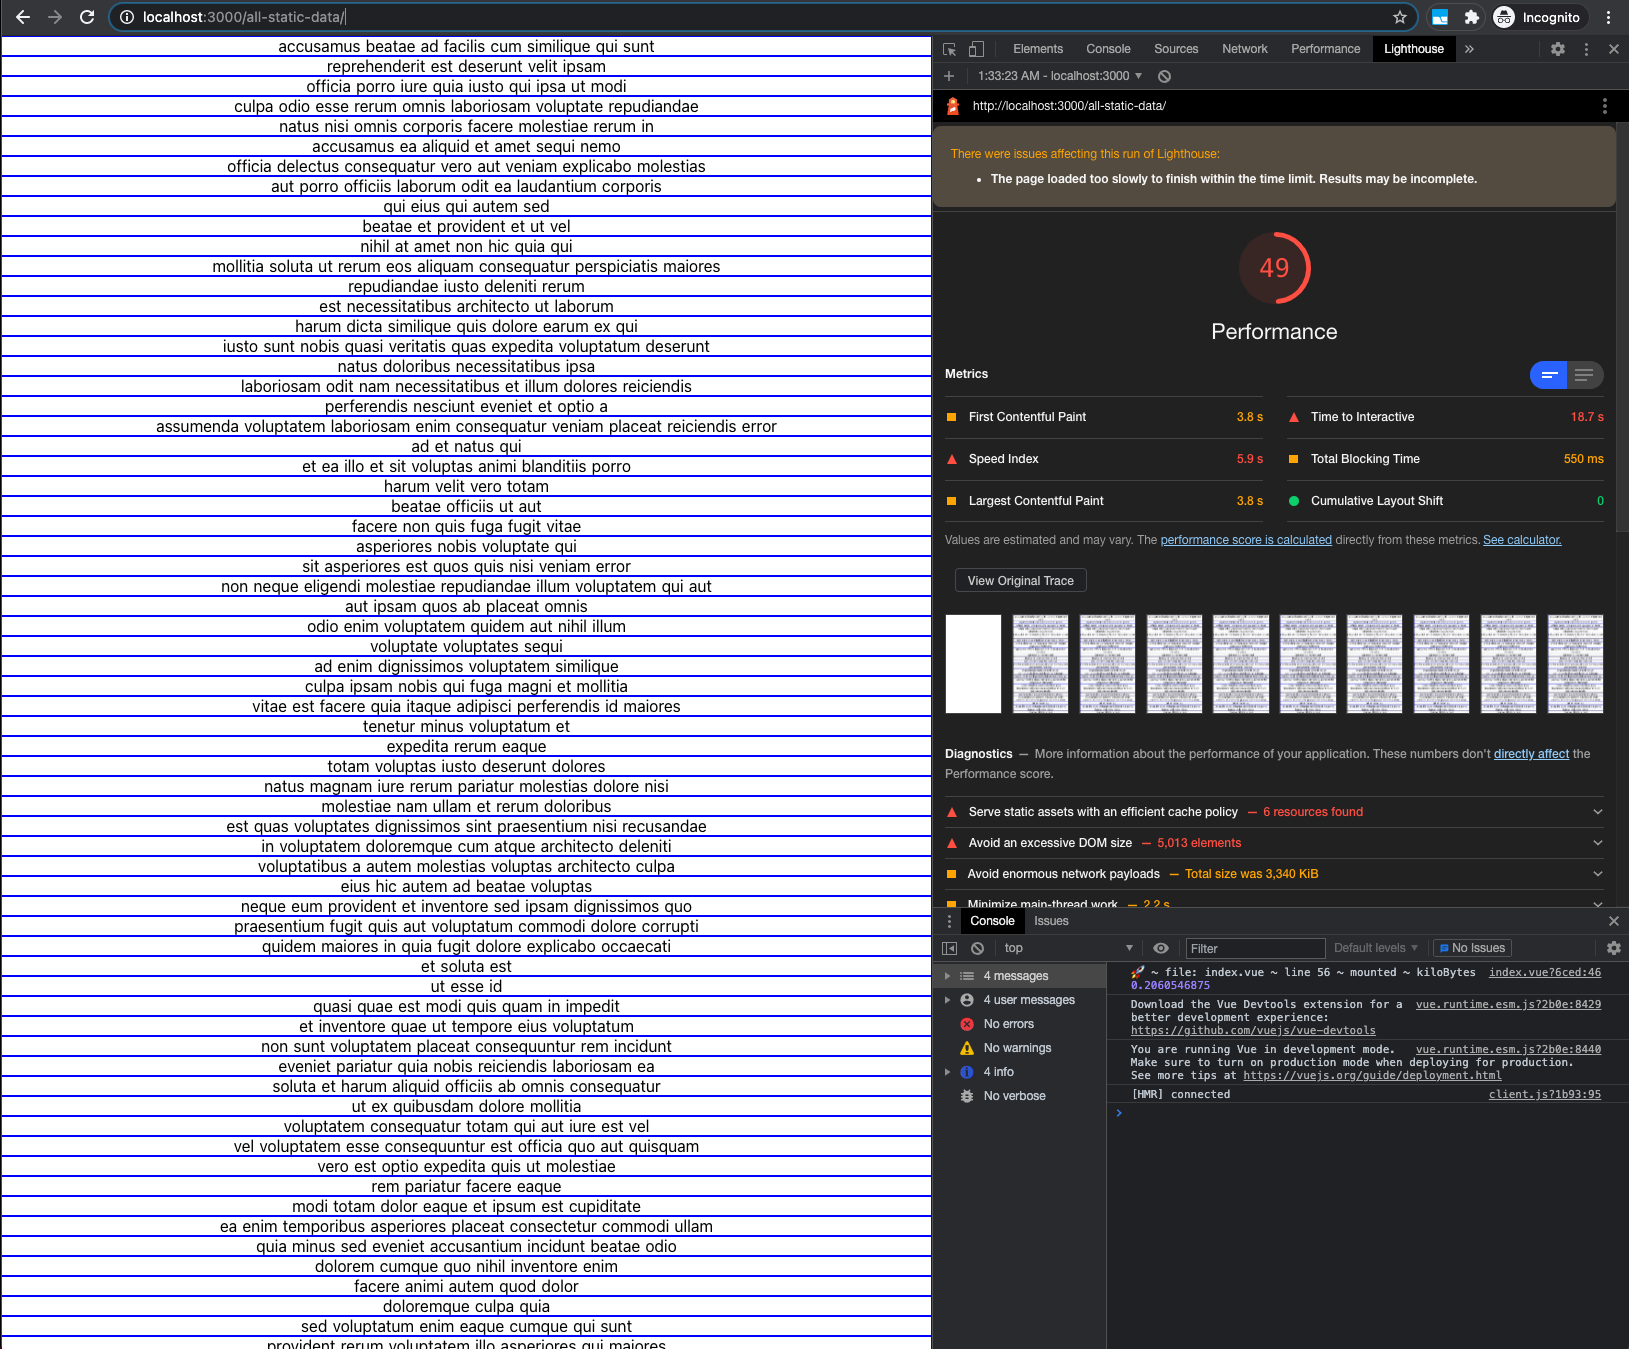 localhost:3000/all-static-data/
Incognito
accusamus beatae ad facilis cum similique qui sunt
reprehenderit est deserunt velit ipsam
officia porro iure quia iusto qui ipsa ut modi
culpa odio esse rerum omnis laboriosam voluptate repudiandae
natus nisi omnis corporis facere molestiae rerum in
accusamus ea aliquid et amet sequi nemo
officia delectus consequatur vero aut veniam explicabo molestias
aut porro officiis laborum odit ea laudantium corporis
qui eius qui autem sed
beatae et provident et ut vel
nihil at amet non hic quia qui
mollitia soluta ut rerum eos aliquam consequatur perspiciatis maiores
repudiandae iusto deleniti rerum
est necessitatibus architecto ut laborum
harum dicta similique quis dolore earum ex qui
iusto sunt nobis quasi veritatis quas expedita voluptatum deserunt
natus doloribus necessitatibus ipsa
laboriosam odit nam necessitatibus et illum dolores reiciendis
perferendis nesciunt eveniet et optio a
assumenda voluptatem laboriosam enim consequatur veniam placeat reiciendis error
ad et natus qui
et ea illo et sit voluptas animi blanditiis porro
harum velit vero totam
beatae officiis ut aut
facere non quis fuga fugit vitae
asperiores nobis voluptate qui
sit asperiores est quos quis nisi veniam error
non neque eligendi molestiae repudiandae illum voluptatem qui aut
aut ipsam quos ab placeat omnis
odio enim voluptatem quidem aut nihil illum
voluptate voluptates sequi
ad enim dignissimos voluptatem similique
culpa ipsam nobis qui fuga magni et mollitia
vitae est facere quia itaque adipisci perferendis id maiores
tenetur minus voluptatum et
expedita rerum eaque
totam voluptas iusto deserunt dolores
natus magnam iure rerum pariatur molestias dolore nisi
molestiae nam ullam et rerum doloribus
est quas voluptates dignissimos sint praesentium nisi recusandae
in voluptatem doloremque cum atque architecto deleniti
voluptatibus a autem molestias voluptas architecto culpa
eius hic autem ad beatae voluptas
neque eum provident et inventore sed ipsam dignissimos quo
praesentium fugit quis aut voluptatum commodi dolore corrupti
quidem maiores in quia fugit dolore explicabo occaecati
et soluta est
ut esse id
quasi quae est modi quis quam in impedit
et inventore quae ut tempore eius voluptatum
non sunt voluptatem placeat consequuntur rem incidunt
eveniet pariatur quia nobis reiciendis laboriosam ea
soluta et harum aliquid officiis ab omnis consequatur
ut ex quibusdam dolore mollitia
voluptatem consequatur totam qui aut iure est vel
vel voluptatem esse consequuntur est officia quo aut quisquam
vero est optio expedita quis ut molestiae
rem pariatur facere eaque
modi totam dolor eaque et ipsum est cupiditate
ea enim temporibus asperiores placeat consectetur commodi ullam
quia minus sed eveniet accusantium incidunt beatae odio
dolorem cumque quo nihil inventore enim
facere animi autem quod dolor
doloremque culpa quia
sed voluptatum enim eaque cumque qui sunt
provident rerum voluptatem illo asperiores qui maiores
Elements Console Sources Network Performance Lighthouse »
+ 1:33:23 AM - localhost:3000
http://localhost:3000/all-static-data/
There were issues affecting this run of Lighthouse:
• The page loaded too slowly to finish within the time limit. Results may be incomplete.
49
Performance
Metrics
First Contentful Paint 3.8 s
Time to Interactive 18.7 s
Speed Index 5.9 s
Total Blocking Time 550 ms
Largest Contentful Paint 3.8 s
Cumulative Layout Shift 0
Values are estimated and may vary. The performance score is calculated directly from these metrics. See calculator.
View Original Trace
Diagnostics — More information about the performance of your application. These numbers don't directly affect the
Performance score.
Serve static assets with an efficient cache policy — 6 resources found
Avoid an excessive DOM size — 5,013 elements
Avoid enormous network payloads — Total size was 3,340 KiB
Minimize main-thread work — 2.2 s
Console Issues
top Filter Default levels No Issues
4 messages
4 user messages
No errors
No warnings
4 info
No verbose
🚀 ~ file: index.vue ~ line 56 ~ mounted ~ kiloBytes index.vue?6ced:46
0.2060546875
Download the Vue Devtools extension for a vue.runtime.esm.js?2b0e:8429
better development experience:
https://github.com/vuejs/vue-devtools
You are running Vue in development mode. vue.runtime.esm.js?2b0e:8440
Make sure to turn on production mode when deploying for production.
See more tips at https://vuejs.org/guide/deployment.html
[HMR] connected client.js?1b93:95